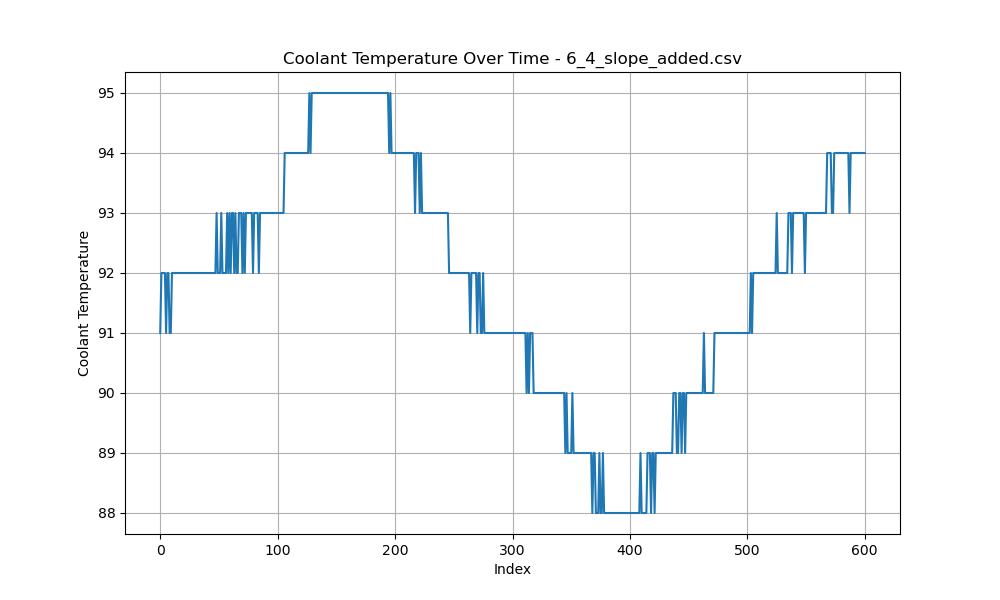 Coolant Temperature Over Time - 6_4_slope_added.csv
95
94
93
92
91
90
89
88
Coolant Temperature
0 100 200 300 400 500 600
Index